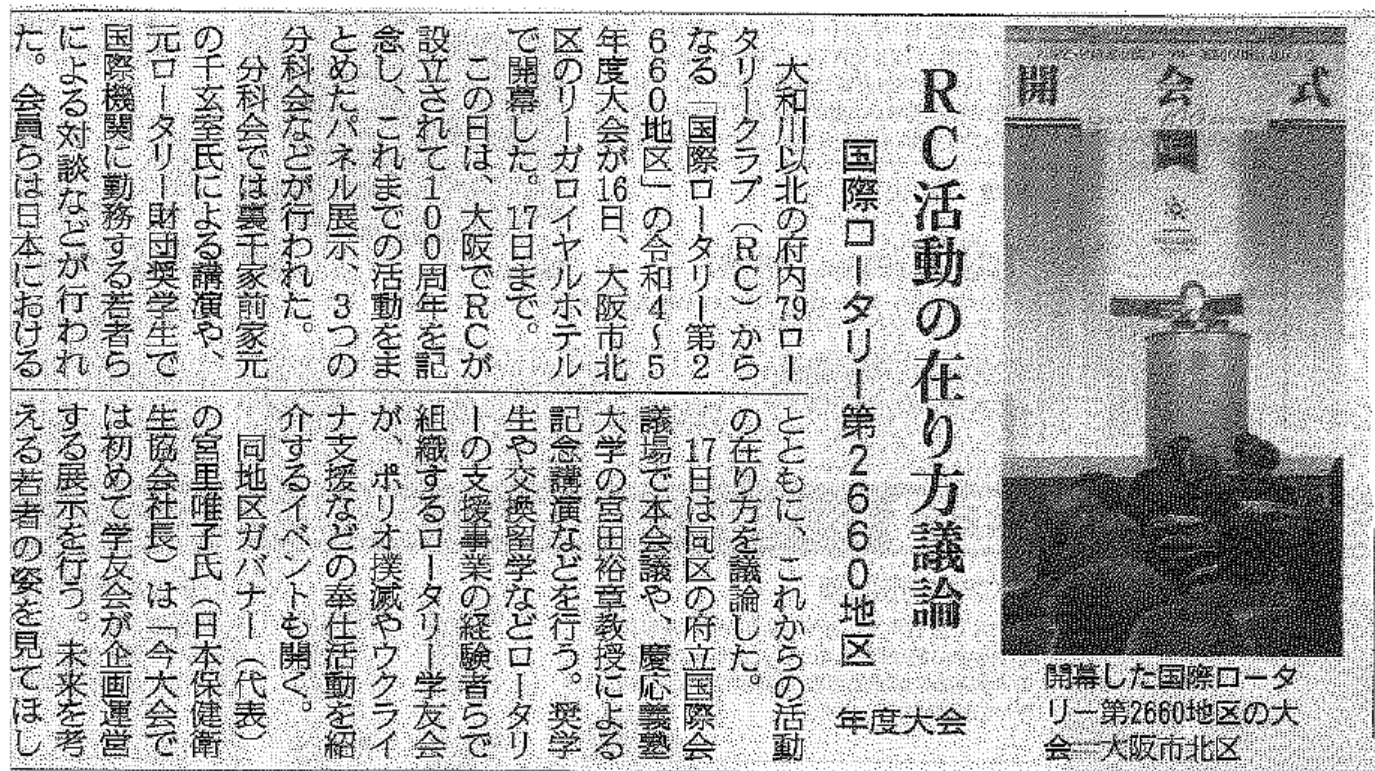 開会式
RC活動の在り方議論
国際ロータリー第2660地区
年度大会
大和川以北の府内79ロー
タリークラブ(RC)から
なる「国際ロータリー第2
660地区」の令和4〜5
年度大会が16日、大阪市北
区のリーガロイヤルホテル
で開幕した。17日まで。
この日は、大阪でRCが
設立されて100周年を記
念し、これまでの活動をま
とめたパネル展示、3つの
分科会などが行われた。
分科会では裏千家前家元
の千玄室氏による講演や、
元ロータリー財団奨学生で
国際機関に勤務する若者ら
による対談などが行われ
た。会員らは日本における
とともに、これからの活動
の在り方を議論した。
17日は同区の府立国際会
議場で本会議や、慶応義塾
大学の宮田裕章教授による
記念講演などを行う。奨学
生や交換留学などロータリ
ーの支援事業の経験者らで
組織するロータリー学友会
が、ポリオ撲滅やウクライ
ナ支援などの奉仕活動を紹
介するイベントも開く。
同地区ガバナー(代表)
の宮里唯子氏(日本保健衛
生協会社長)は「今大会で
は初めて学友会が企画運営
する展示を行う。未来を考
える若者の姿を見てほし
開幕した国際ロータ
リー第2660地区の大
会＝大阪市北区